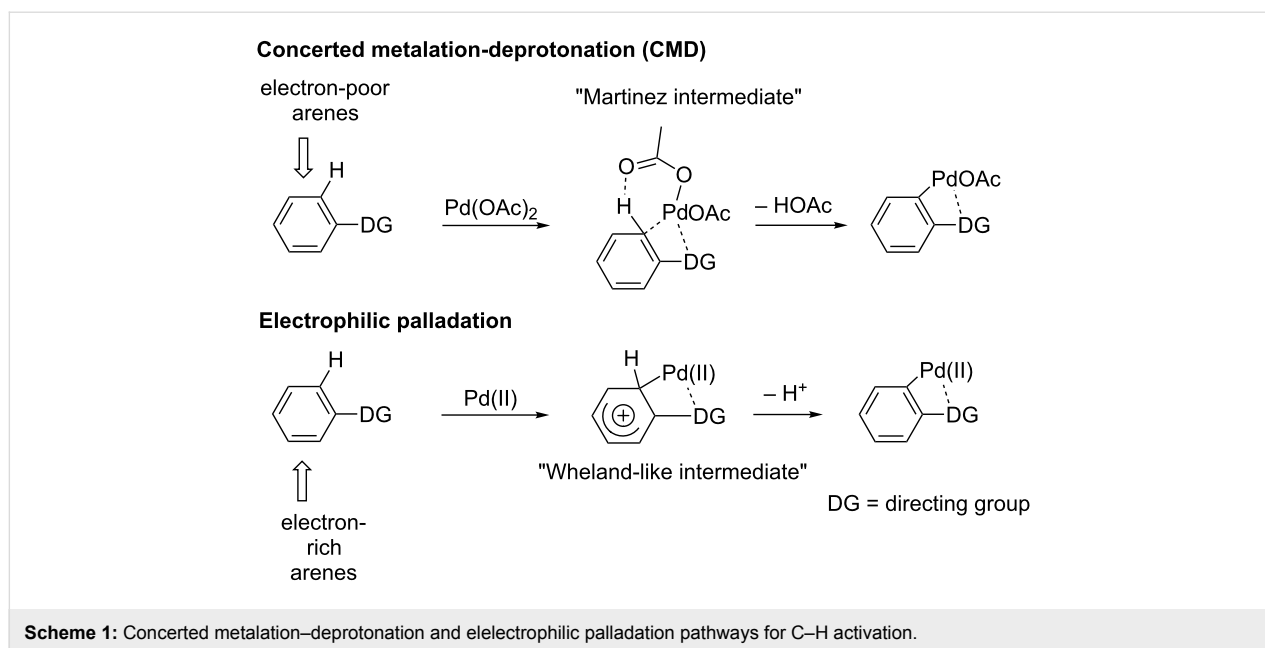 Concerted metalation-deprotonation (CMD)
electron-poor
arenes
"Martinez intermediate"
H
DG
Pd(OAc)2
O
O
H
PdOAc
DG
– HOAc
PdOAc
DG
Electrophilic palladation
H
DG
Pd(II)
H
Pd(II)
+
DG
– H+
Pd(II)
DG
"Wheland-like intermediate"
DG = directing group
electron-
rich
arenes
Scheme 1: Concerted metalation–deprotonation and elelectrophilic palladation pathways for C–H activation.